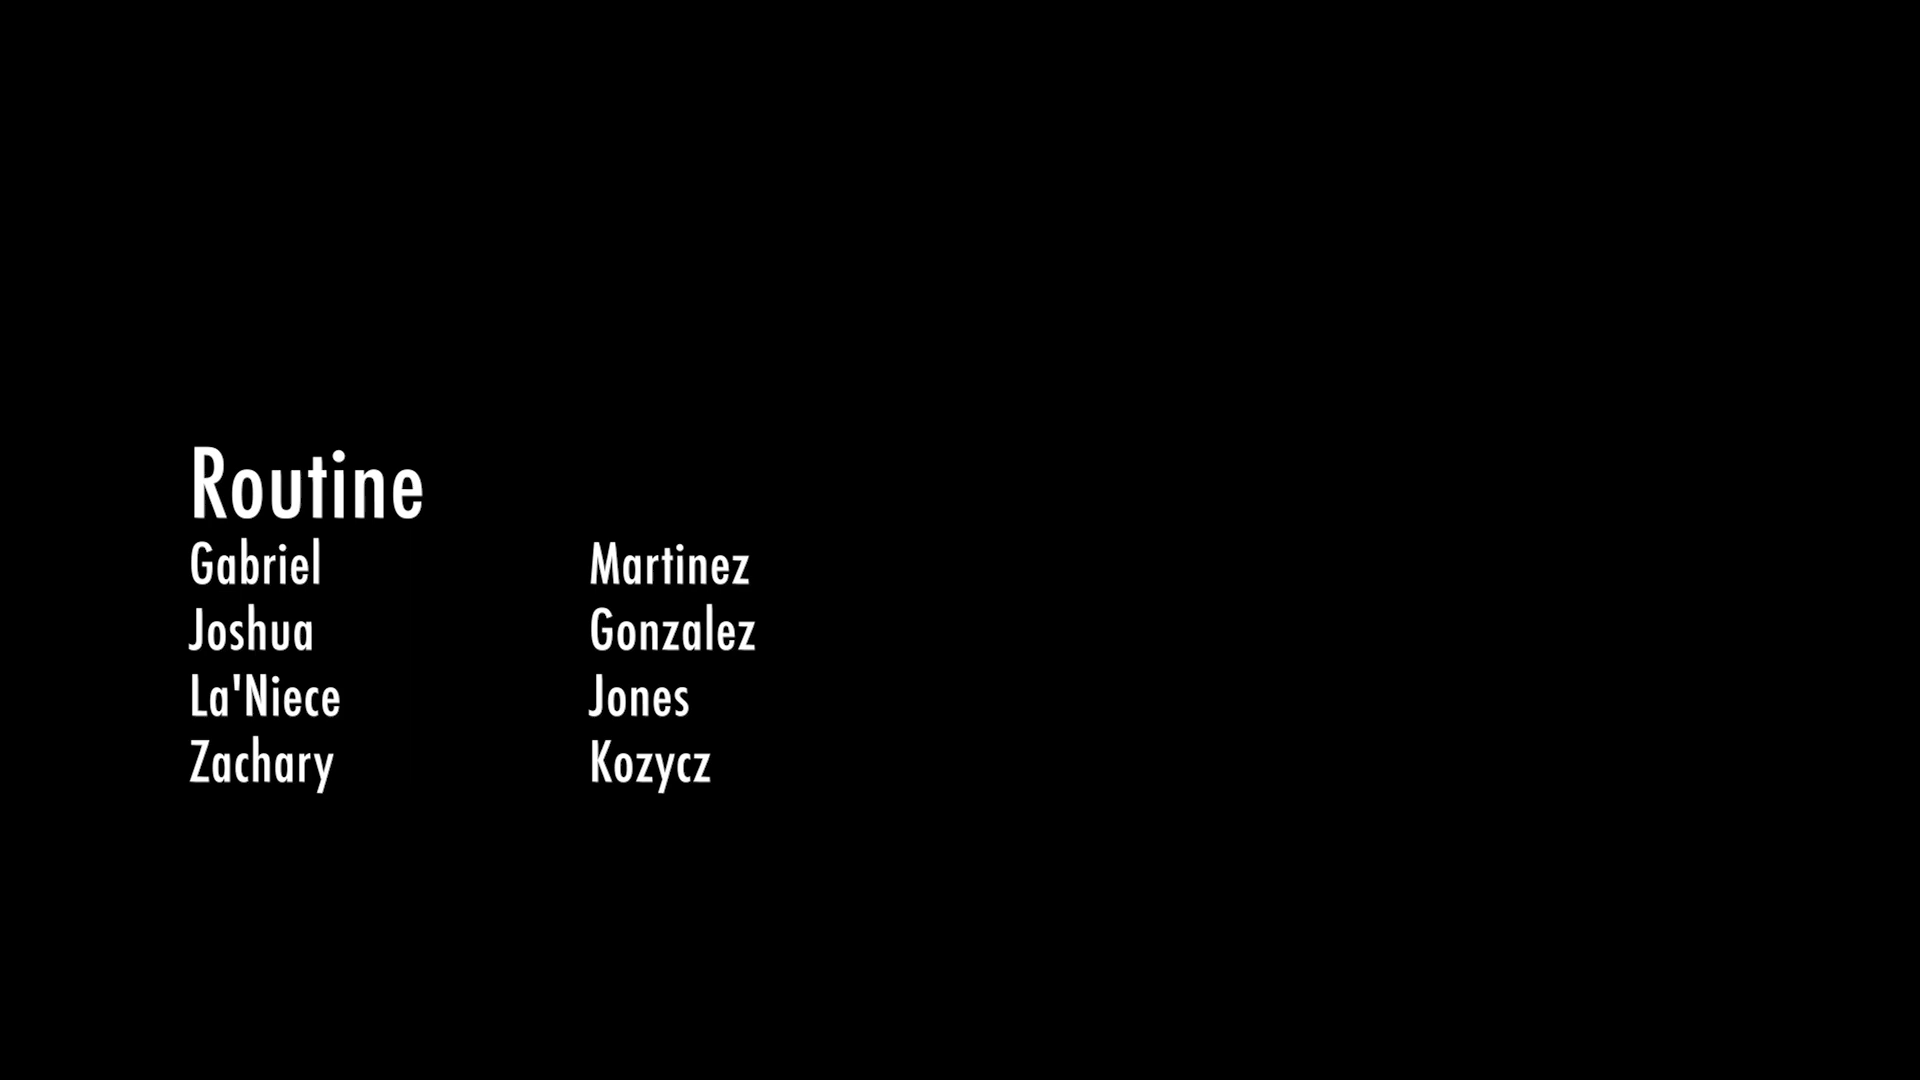 Routine
Gabriel Martinez
Joshua Gonzalez
La'Niece Jones
Zachary Kozycz